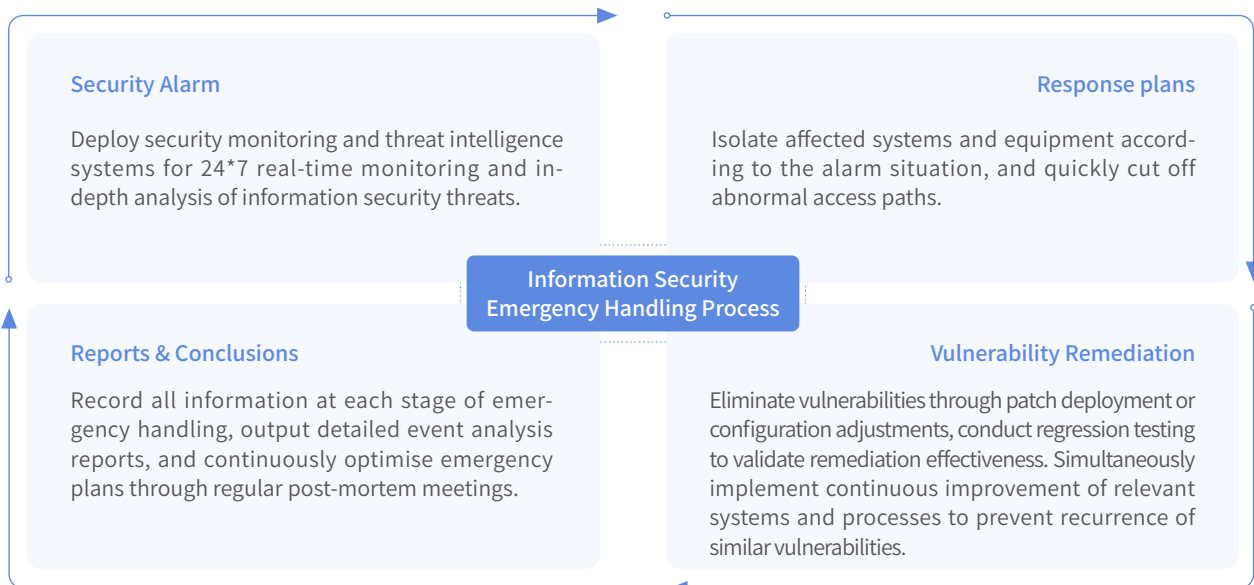 Security Alarm
Deploy security monitoring and threat intelligence
systems for 24*7 real-time monitoring and in-
depth analysis of information security threats.
Response plans
Isolate affected systems and equipment accord-
ing to the alarm situation, and quickly cut off
abnormal access paths.
Information Security
Emergency Handling Process
Reports & Conclusions
Record all information at each stage of emer-
gency handling, output detailed event analysis
reports, and continuously optimise emergency
plans through regular post-mortem meetings.
Vulnerability Remediation
Eliminate vulnerabilities through patch deployment or
configuration adjustments, conduct regression testing
to validate remediation effectiveness. Simultaneously
implement continuous improvement of relevant
systems and processes to prevent recurrence of
similar vulnerabilities.